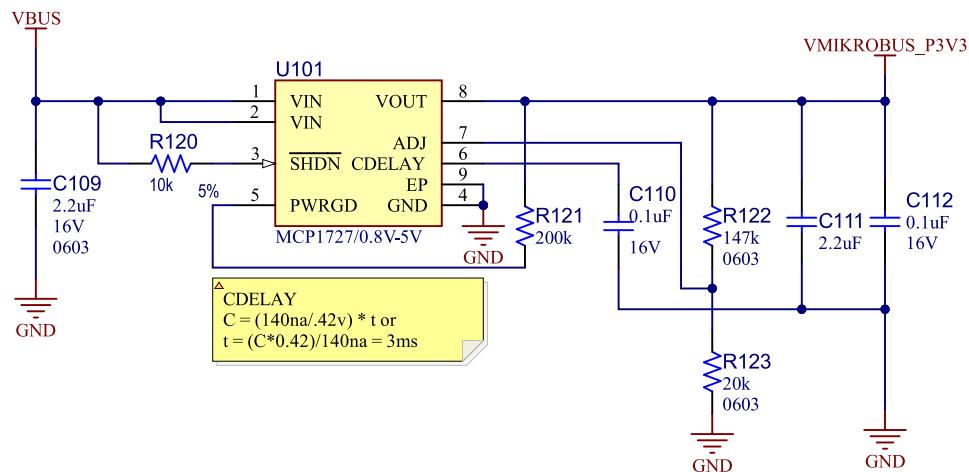 VBUS
VMIKROBUS_P3V3
U101
1 VIN VOUT 8
2 VIN
ADJ 7
R120
3 SHDN CDELAY 6
10k
5%
EP 9
5 PWRGD GND 4
MCP1727/0.8V-5V
C109
2.2uF
16V
0603
GND
GND
R121
200k
C110
0.1uF
16V
R122
147k
0603
C111
2.2uF
C112
0.1uF
16V
CDELAY
C = (140na/.42v) * t or
t = (C*0.42)/140na = 3ms
R123
20k
0603
GND
GND